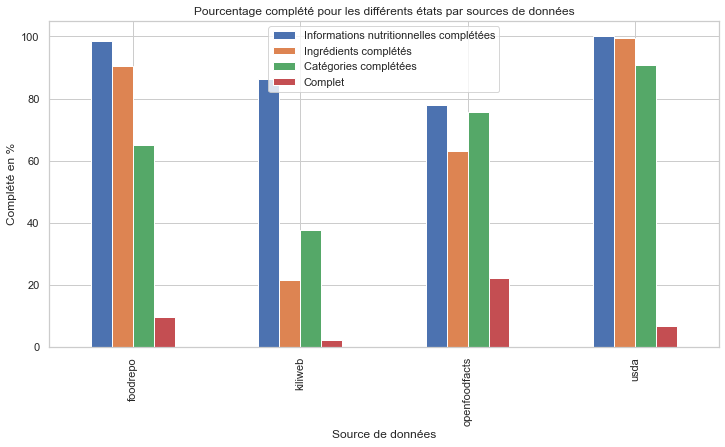 Pourcentage complété pour les différents états par sources de données
Informations nutritionnelles complétées
Ingrédients complétés
Catégories complétées
Complet
100
80
60
40
20
0
Complété en %
foodrepo
kiliweb
openfoodfacts
usda
Source de données